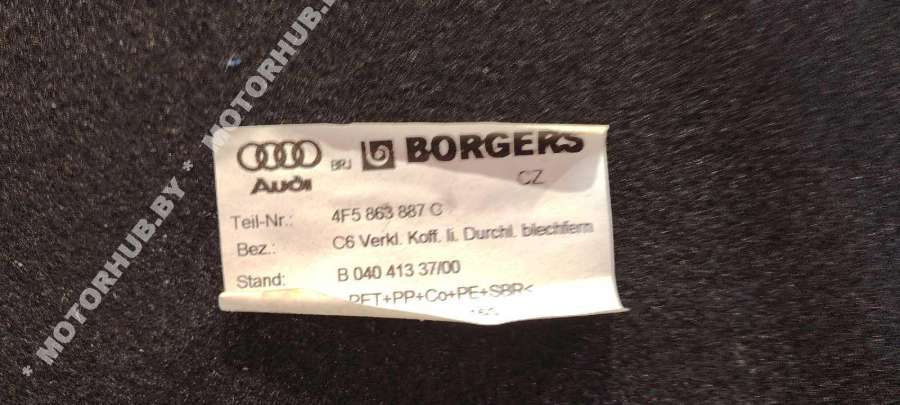 * MOTORHUB.BY * MOTORHUB.BY *
BRJ BORGERS
Audi
CZ
Teil-Nr.: 4F5 863 887 C
Bez.: C6 Verkl. Koff. li. Durchl. blechfern
Stand: B 040 413 37/00
PET+PP+Co+PE+SBR<